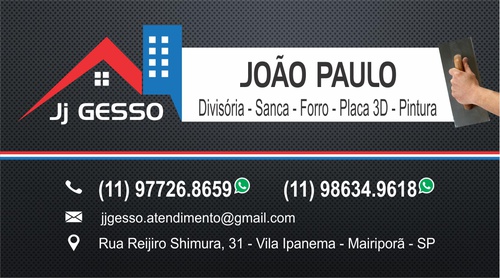 Jj GESSO
JOÃO PAULO
Divisória - Sanca - Forro - Placa 3D - Pintura
(11) 97726.8659 (11) 98634.9618
jjgesso.atendimento@gmail.com
Rua Reijiro Shimura, 31 - Vila Ipanema - Mairiporã - SP